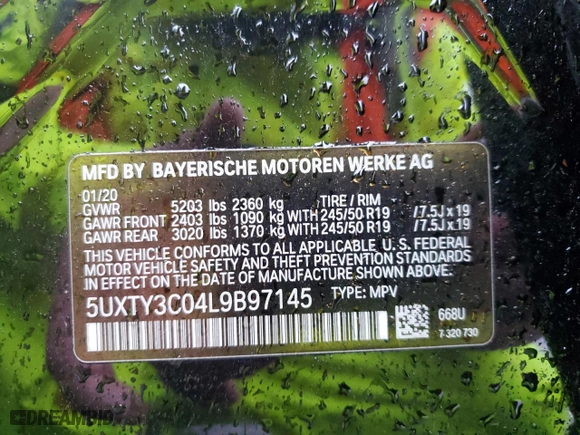 MFD BY BAYERISCHE MOTOREN WERKE AG
01/20
GVWR 5203 lbs 2360 kg TIRE / RIM
GAWR FRONT 2403 lbs 1090 kg WITH 245/50 R19 / 7.5J x 19
GAWR REAR 3020 lbs 1370 kg WITH 245/50 R19 / 7.5J x 19
THIS VEHICLE CONFORMS TO ALL APPLICABLE U. S. FEDERAL
MOTOR VEHICLE SAFETY AND THEFT PREVENTION STANDARDS
IN EFFECT ON THE DATE OF MANUFACTURE SHOWN ABOVE.
5UXTY3C04L9B97145 TYPE: MPV
668U
7 320 730
DREAMBID